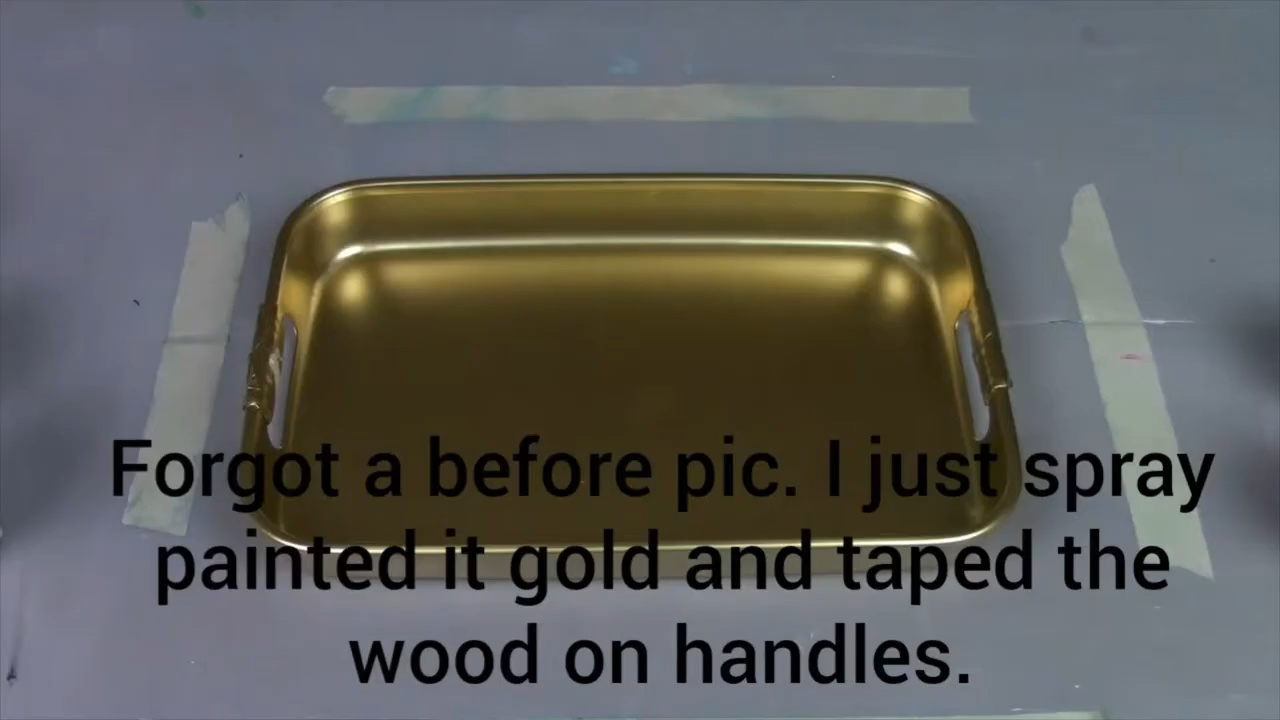 Forgot a before pic. I just spray
painted it gold and taped the
wood on handles.